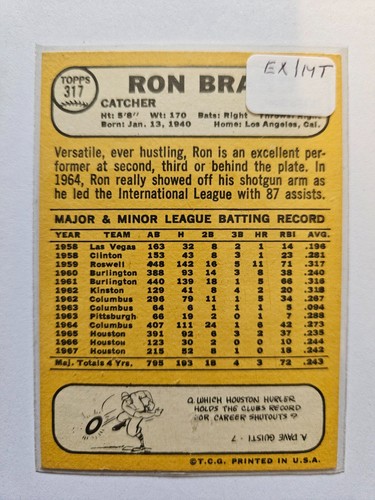 TOPPS
317
RON BRA
EX/MT
CATCHER
Ht: 5'8" Wt: 170 Bats: Right Throws: Right
Born: Jan. 13, 1940 Home: Los Angeles, Cal.
Versatile, ever hustling, Ron is an excellent per-
former at second, third or behind the plate. In
1964, Ron really showed off his shotgun arm as
he led the International League with 87 assists.
MAJOR & MINOR LEAGUE BATTING RECORD
YEAR TEAM AB H 2B 3B HR RBI AVG.
1958 Las Vegas 163 32 8 2 1 14 .196
1958 Clinton 153 43 8 3 1 23 .281
1959 Roswell 448 142 16 5 11 71 .317
1960 Burlington 388 93 14 3 8 38 .240
1961 Burlington 440 139 18 1 5 66 .316
1962 Kinston 129 41 8 4 2 20 .318
1962 Columbus 296 79 11 1 5 34 .267
1963 Columbus 64 6 1 1 1 5 .094
1963 Pittsburgh 66 19 2 0 1 7 .288
1964 Columbus 407 111 24 1 6 42 .273
1965 Houston 391 92 6 3 2 37 .235
1966 Houston 123 30 2 0 0 10 .244
1967 Houston 215 52 8 1 0 18 .242
Maj. Totals 4 Yrs. 795 193 18 4 3 72 .243
Q. WHICH HOUSTON HURLER
HOLDS THE CLUBS RECORD
FOR CAREER SHUTOUTS?
A. DAVE GIUSTI - 7
©T.C.G. PRINTED IN U.S.A.